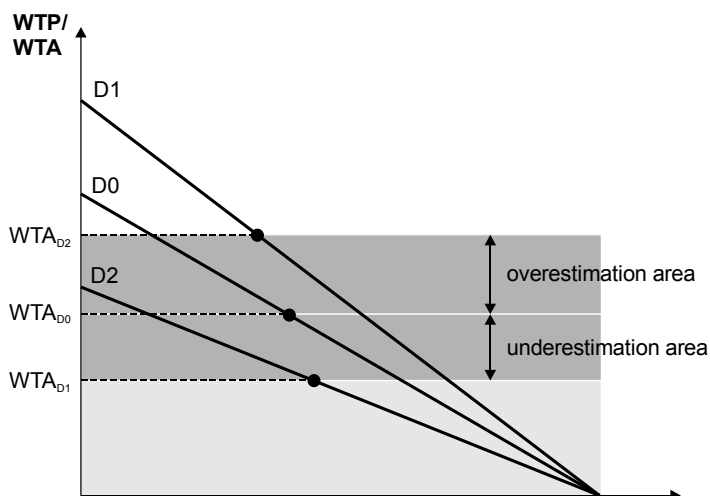 WTP/
WTA
D1
D0
WTA_D2
D2
overestimation area
WTA_D0
underestimation area
WTA_D1